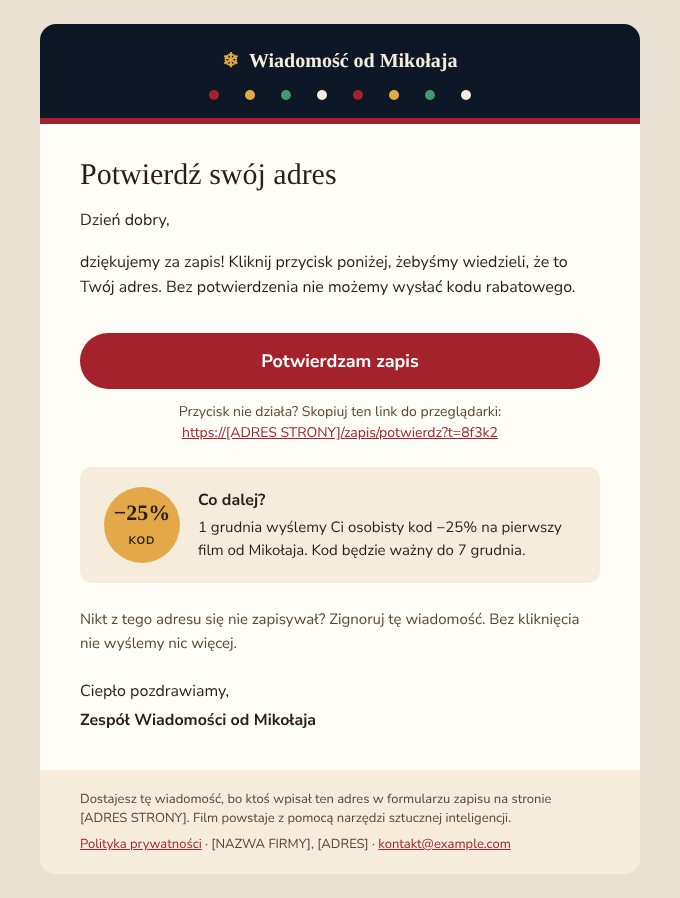 ❄ Wiadomość od Mikołaja
Potwierdź swój adres
Dzień dobry,
dziękujemy za zapis! Kliknij przycisk poniżej, żebyśmy wiedzieli, że to
Twój adres. Bez potwierdzenia nie możemy wysłać kodu rabatowego.
Potwierdzam zapis
Przycisk nie działa? Skopiuj ten link do przeglądarki:
https://[ADRES STRONY]/zapis/potwierdz?t=8f3k2
−25%
KOD
Co dalej?
1 grudnia wyślemy Ci osobisty kod −25% na pierwszy
film od Mikołaja. Kod będzie ważny do 7 grudnia.
Nikt z tego adresu się nie zapisywał? Zignoruj tę wiadomość. Bez kliknięcia
nie wyślemy nic więcej.
Ciepło pozdrawiamy,
Zespół Wiadomości od Mikołaja
Dostajesz tę wiadomość, bo ktoś wpisał ten adres w formularzu zapisu na stronie
[ADRES STRONY]. Film powstaje z pomocą narzędzi sztucznej inteligencji.
Polityka prywatności · [NAZWA FIRMY], [ADRES] · kontakt@example.com